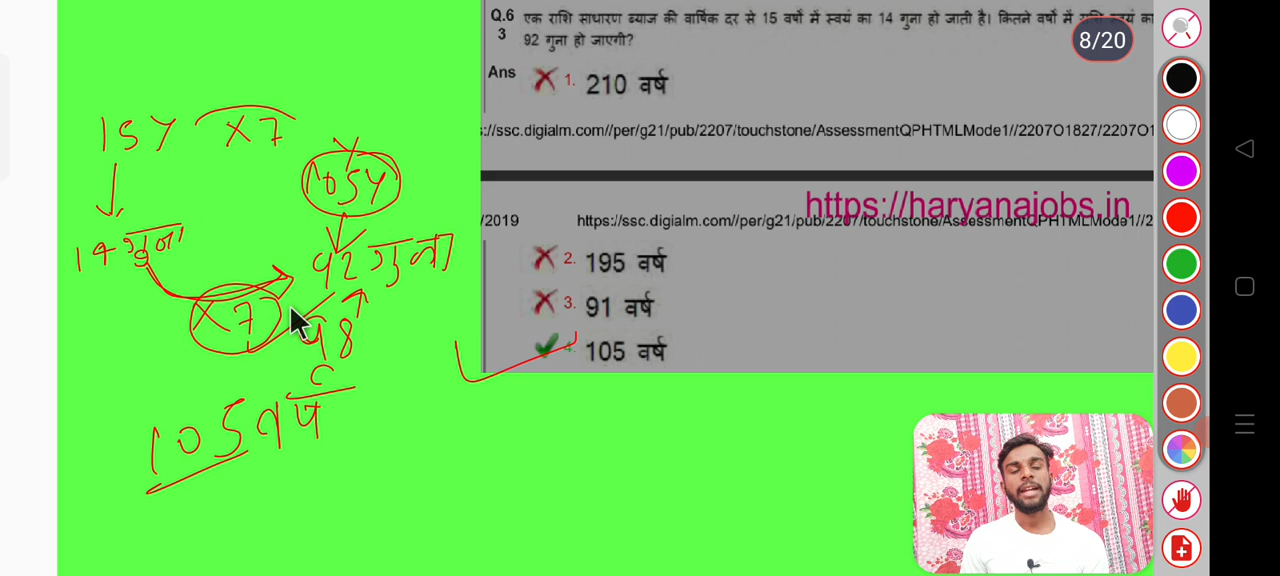 Q.6 एक राशि साधारण ब्याज की वार्षिक दर से 15 वर्षों में स्वयं का 14 गुना हो जाती है। कितने वर्षों में राशि स्वयं का
3 92 गुना हो जाएगी?
8/20
Ans 1. 210 वर्ष
s://ssc.digialm.com//per/g21/pub/2207/touchstone/AssessmentQPHTMLMode1//2207O1827/2207O1
https://haryanajobs.in
/2019 https://ssc.digialm.com//per/g21/pub/2207/touchstone/AssessmentQPHTMLMode1//2
2. 195 वर्ष
3. 91 वर्ष
4. 105 वर्ष
15Y X7
105Y
14 गुना 92 गुना
X7 98
105 वर्ष